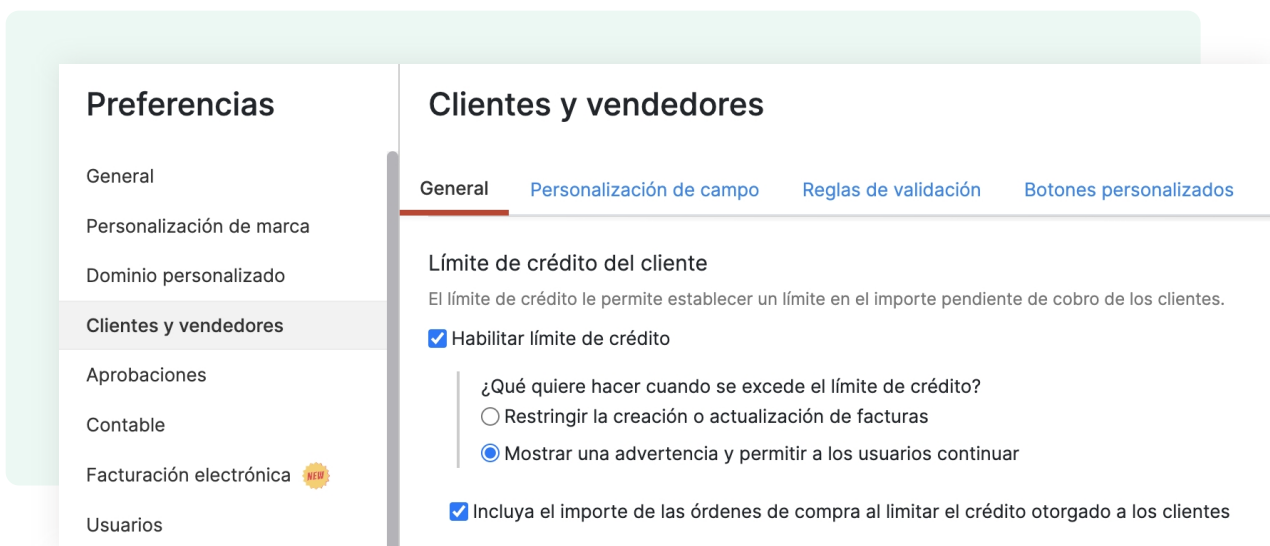 Preferencias
General
Personalización de marca
Dominio personalizado
Clientes y vendedores
Aprobaciones
Contable
Facturación electrónica NEW
Usuarios
Clientes y vendedores
General Personalización de campo Reglas de validación Botones personalizados
Límite de crédito del cliente
El límite de crédito le permite establecer un límite en el importe pendiente de cobro de los clientes.
Habilitar límite de crédito
¿Qué quiere hacer cuando se excede el límite de crédito?
Restringir la creación o actualización de facturas
Mostrar una advertencia y permitir a los usuarios continuar
Incluya el importe de las órdenes de compra al limitar el crédito otorgado a los clientes